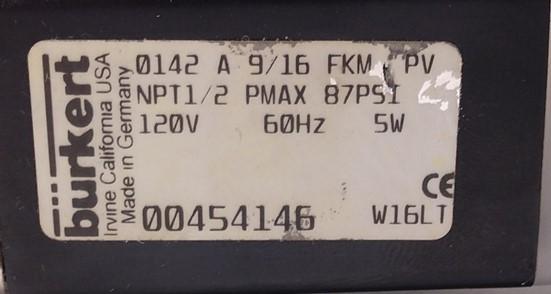 burkert
Irvine California USA
Made in Germany
0142 A 9/16 FKM PV
NPT1/2 PMAX 87PSI
120V 60Hz 5W
CE
00454146 W16LT